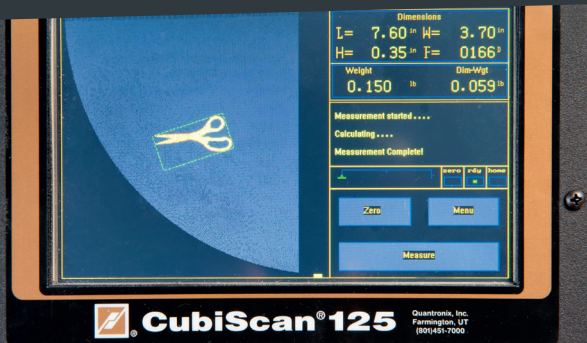 Dimensions
L= 7.60 in W= 3.70 in
H= 0.35 in F= 0166
Weight Dim-Wgt
0.150 lb 0.059 lb
Measurement started....
Calculating....
Measurement Complete!
zero rdy home
Zero Menu
Measure
CubiScan® 125
Quantronix, Inc.
Farmington, UT
(801)451-7000